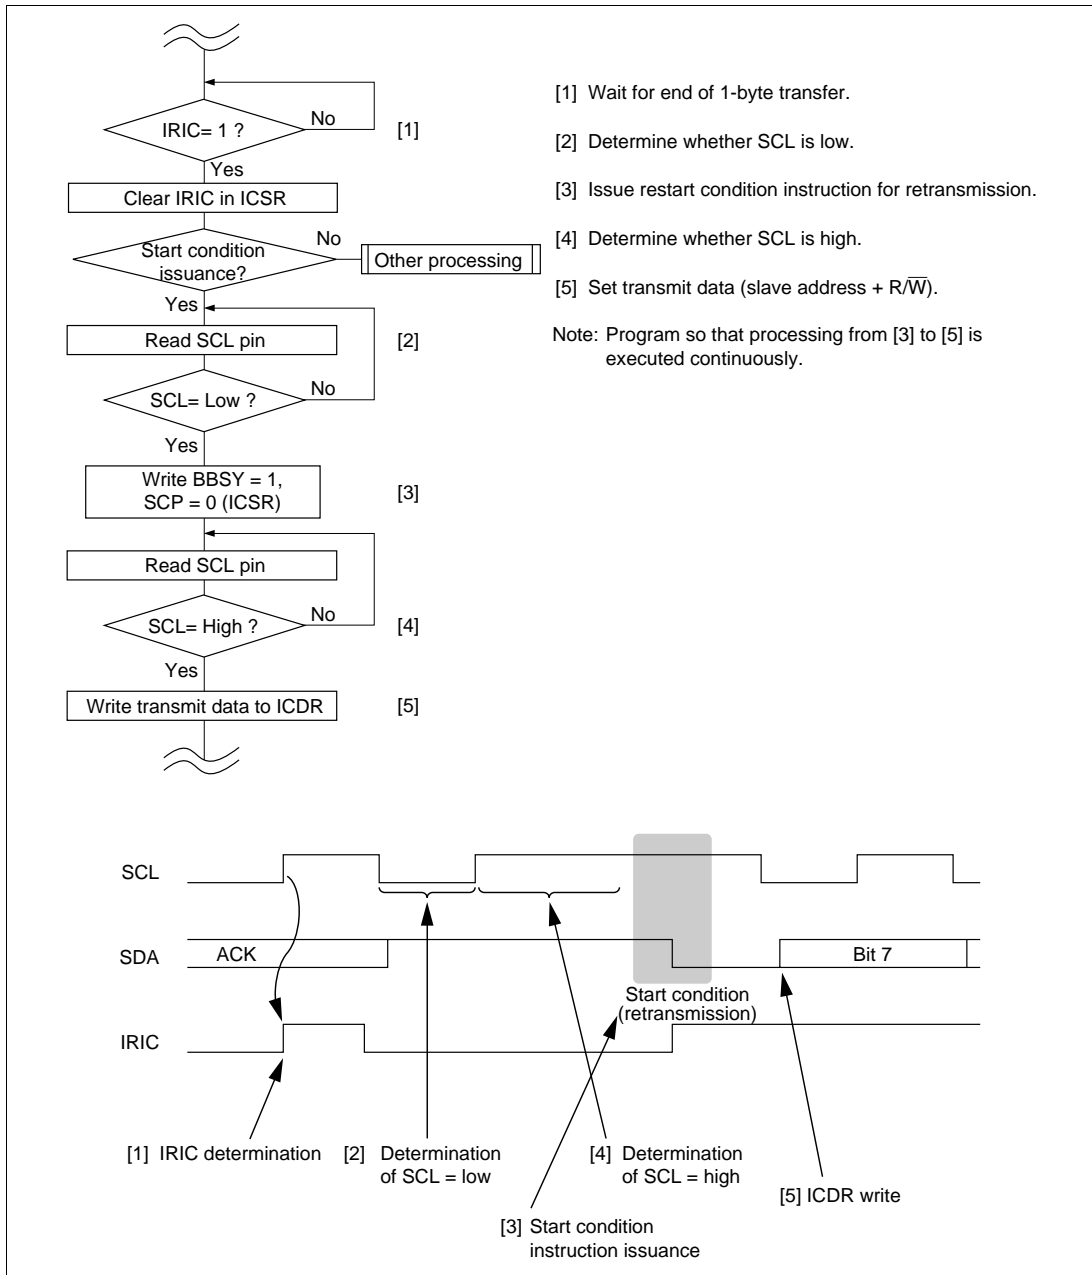 IRIC= 1 ?
No
[1]
Yes
Clear IRIC in ICSR
Start condition
issuance?
No
Other processing
Yes
Read SCL pin
[2]
SCL= Low ?
No
Yes
Write BBSY = 1,
SCP = 0 (ICSR)
[3]
Read SCL pin
SCL= High ?
No
[4]
Yes
Write transmit data to ICDR
[5]
[1] Wait for end of 1-byte transfer.
[2] Determine whether SCL is low.
[3] Issue restart condition instruction for retransmission.
[4] Determine whether SCL is high.
[5] Set transmit data (slave address + R/W̅).
Note: Program so that processing from [3] to [5] is
executed continuously.
SCL
SDA
ACK
Bit 7
Start condition
(retransmission)
IRIC
[1] IRIC determination
[2] Determination
of SCL = low
[4] Determination
of SCL = high
[5] ICDR write
[3] Start condition
instruction issuance